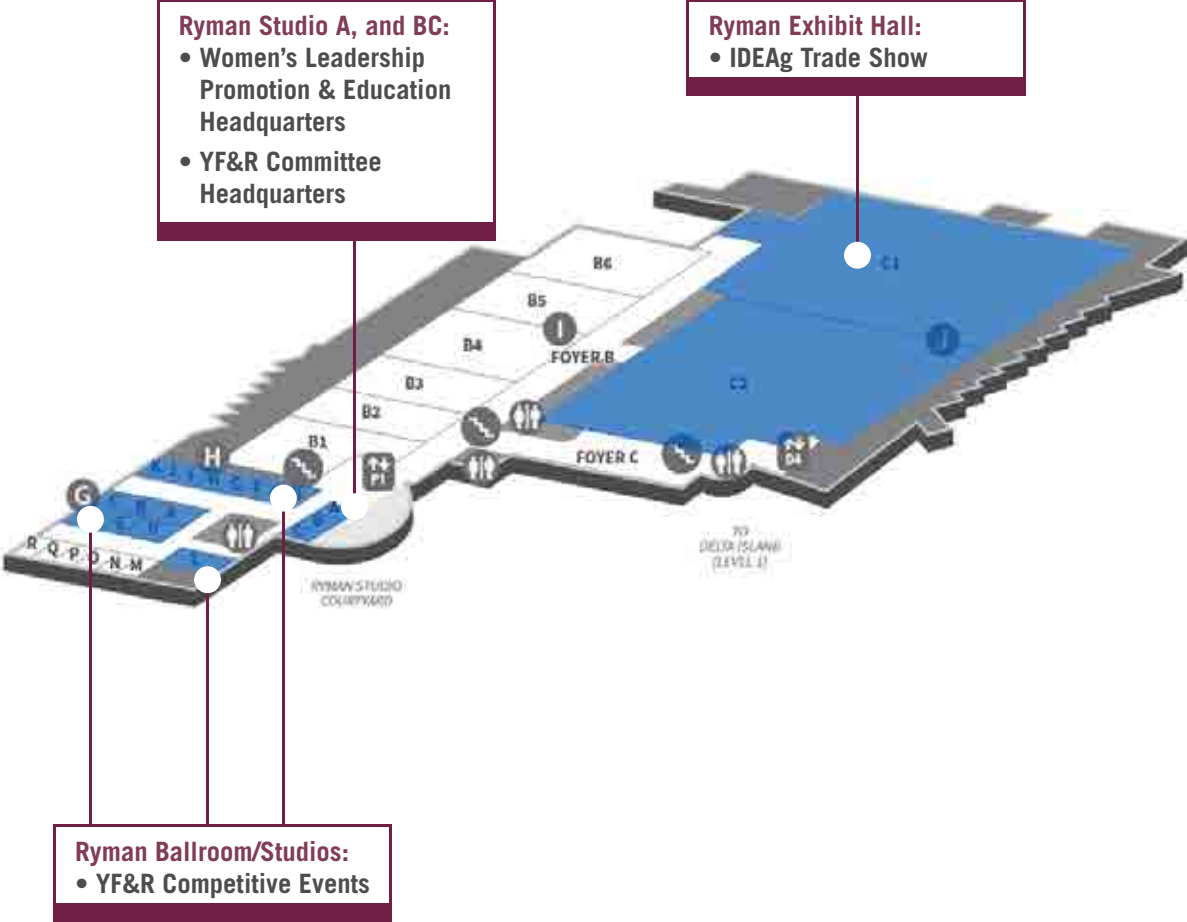 Ryman Studio A, and BC:
• Women’s Leadership
Promotion & Education
Headquarters
• YF&R Committee
Headquarters
Ryman Exhibit Hall:
• IDEAg Trade Show
B6
C1
B5
I
J
B4
FOYER B
B3
C2
B2
B1
FOYER C
H
P1
G
A
R Q P O N M
L
TO
DELTA ISLAND
(LEVEL 1)
RYMAN STUDIO
COURTYARD
Ryman Ballroom/Studios:
• YF&R Competitive Events